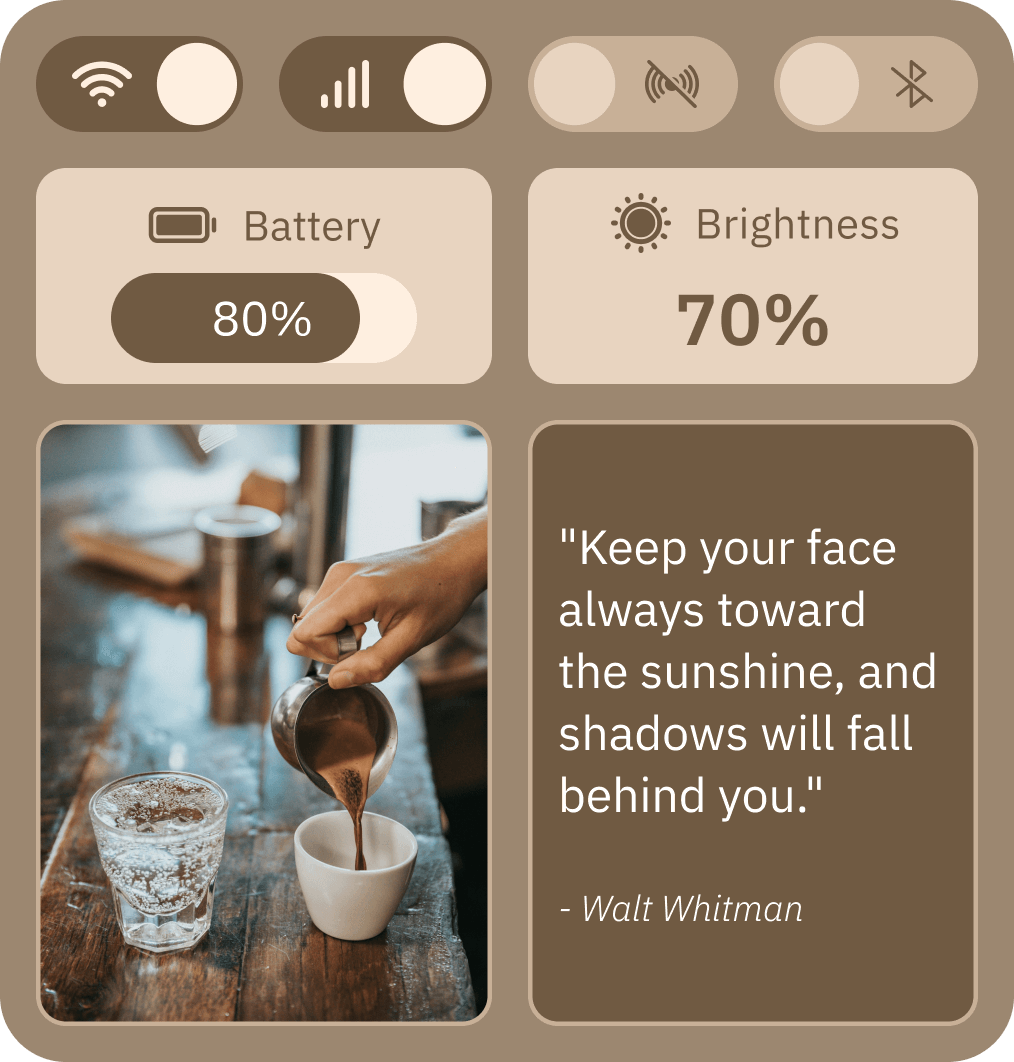 Battery
80%
Brightness
70%
"Keep your face
always toward
the sunshine, and
shadows will fall
behind you."
- Walt Whitman